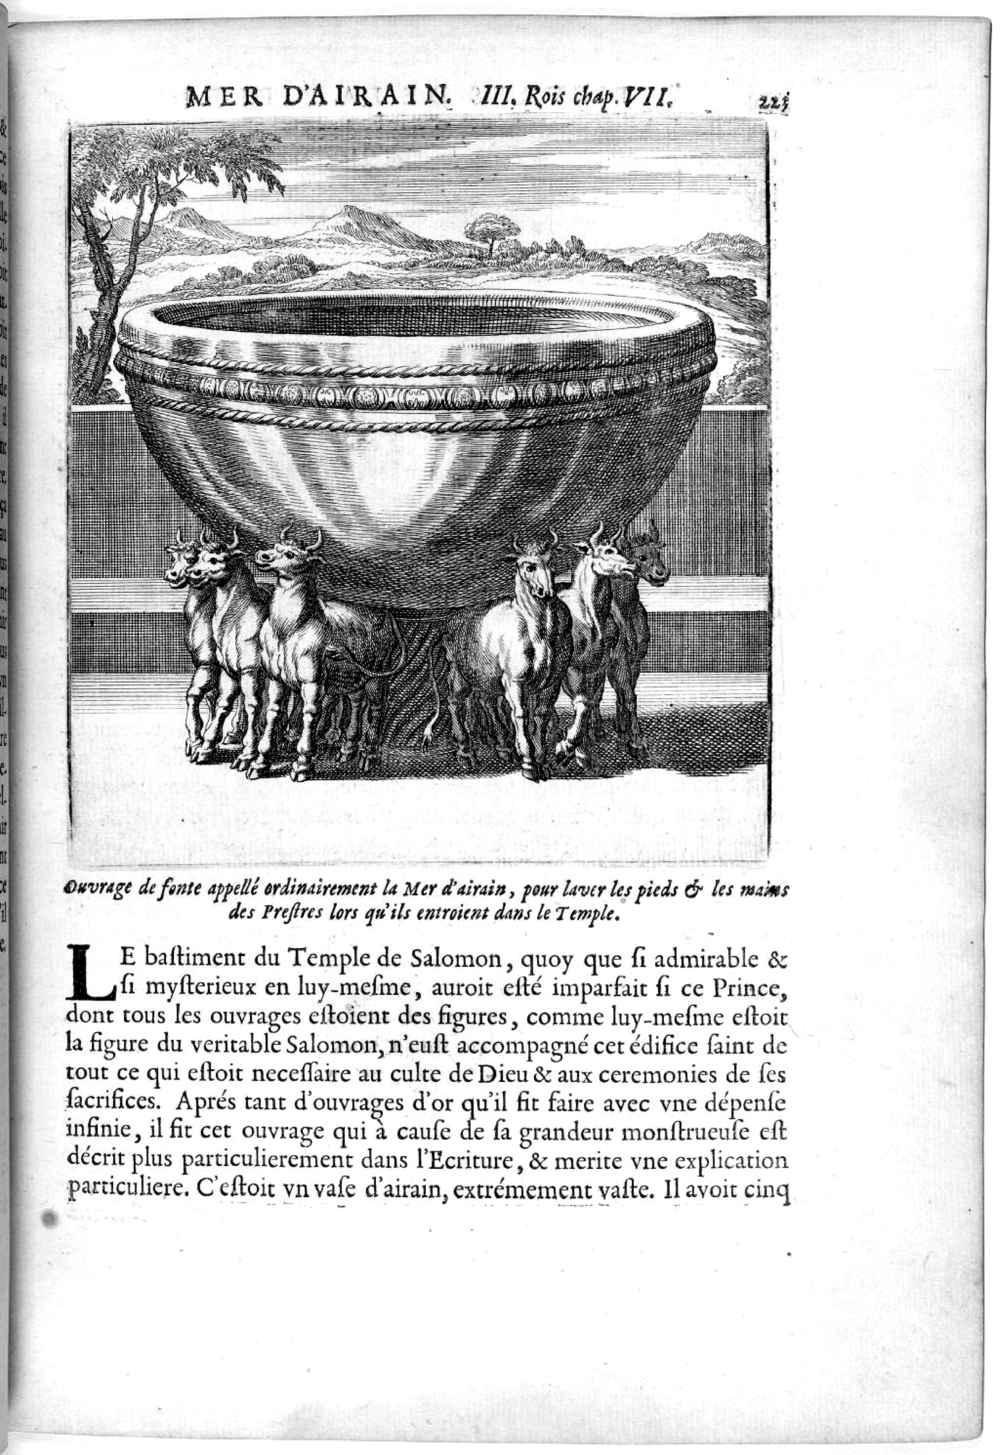 MER D'AIRAIN. III. Rois chap. VII. 225
Ouvrage de fonte appellé ordinairement la Mer d'airain, pour laver les pieds & les mains
des Preſtres lors qu'ils entroient dans le Temple.
LE baſtiment du Temple de Salomon, quoy que ſi admirable &
ſi myſterieux en luy-meſme, auroit eſté imparfait ſi ce Prince,
dont tous les ouvrages eſtoient des figures, comme luy-meſme eſtoit
la figure du veritable Salomon, n'euſt accompagné cet édifice ſaint de
tout ce qui eſtoit neceſſaire au culte de Dieu & aux ceremonies de ſes
ſacrifices. Aprés tant d'ouvrages d'or qu'il fit faire avec vne dépenſe
infinie, il fit cet ouvrage qui à cauſe de ſa grandeur monſtrueuſe eſt
décrit plus particulierement dans l'Ecriture, & merite vne explication
particuliere. C'eſtoit vn vaſe d'airain, extrémement vaſte. Il avoit cinq